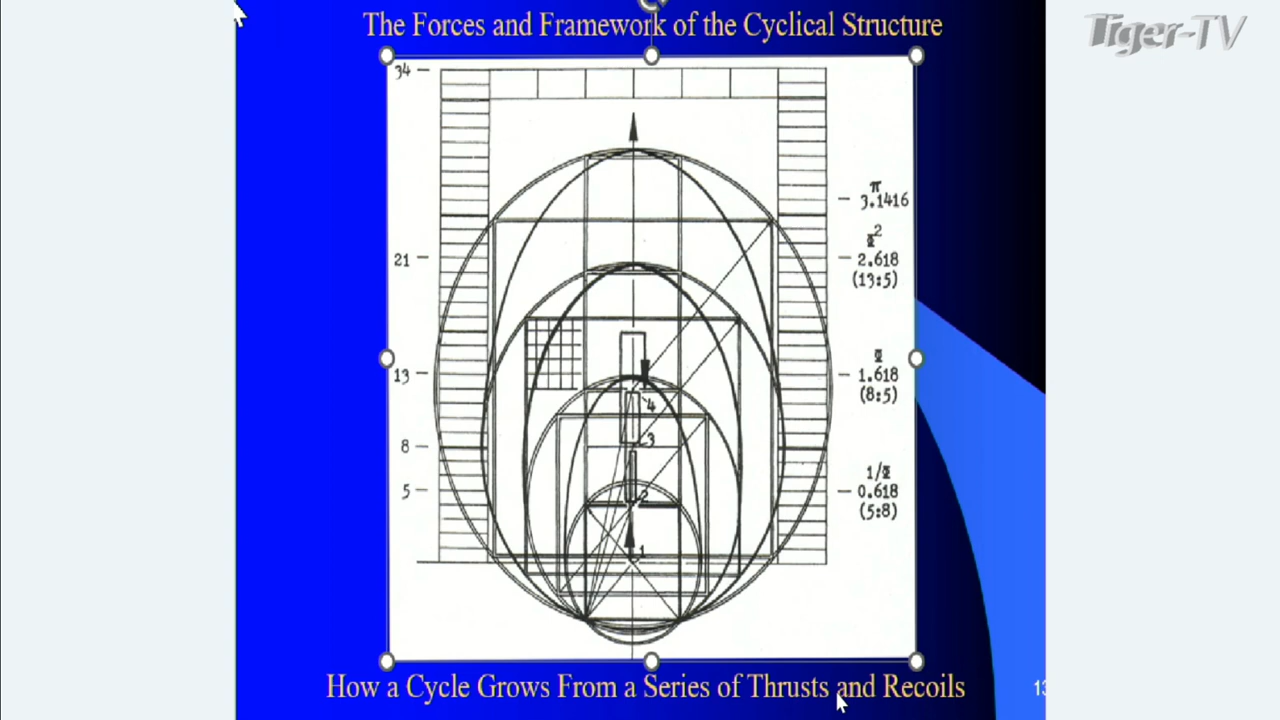 The Forces and Framework of the Cyclical Structure
Tiger-TV
34
π
3.1416
Φ²
21
2.618
(13:5)
Φ
13
1.618
(8:5)
4
3
8
1/Φ
5
0.618
2
(5:8)
1
How a Cycle Grows From a Series of Thrusts and Recoils